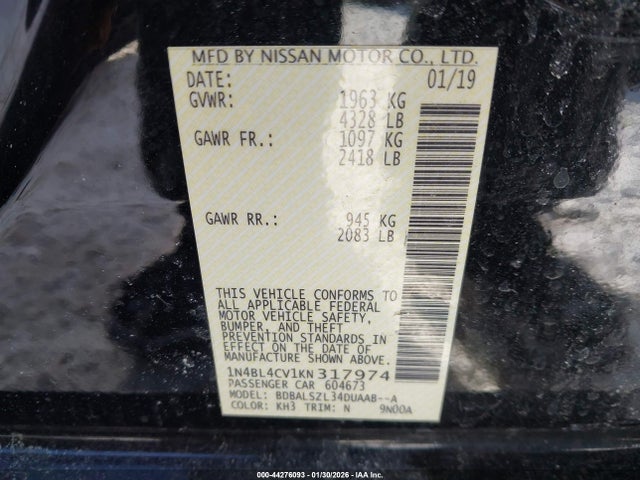 MFD BY NISSAN MOTOR CO., LTD.
DATE: 01/19
GVWR: 1963 KG
4328 LB
GAWR FR.: 1097 KG
2418 LB
GAWR RR.: 945 KG
2083 LB
THIS VEHICLE CONFORMS TO
ALL APPLICABLE FEDERAL
MOTOR VEHICLE SAFETY,
BUMPER, AND THEFT
PREVENTION STANDARDS IN
EFFECT ON THE DATE OF
MANUFACTURE SHOWN ABOVE.
1N4BL4CV1KN317974
PASSENGER CAR 604673
MODEL: BDBALSZL34DUAAB--A
COLOR: KH3 TRIM: N 9N00A
000-44276093 - 01/30/2026 - IAA Inc.